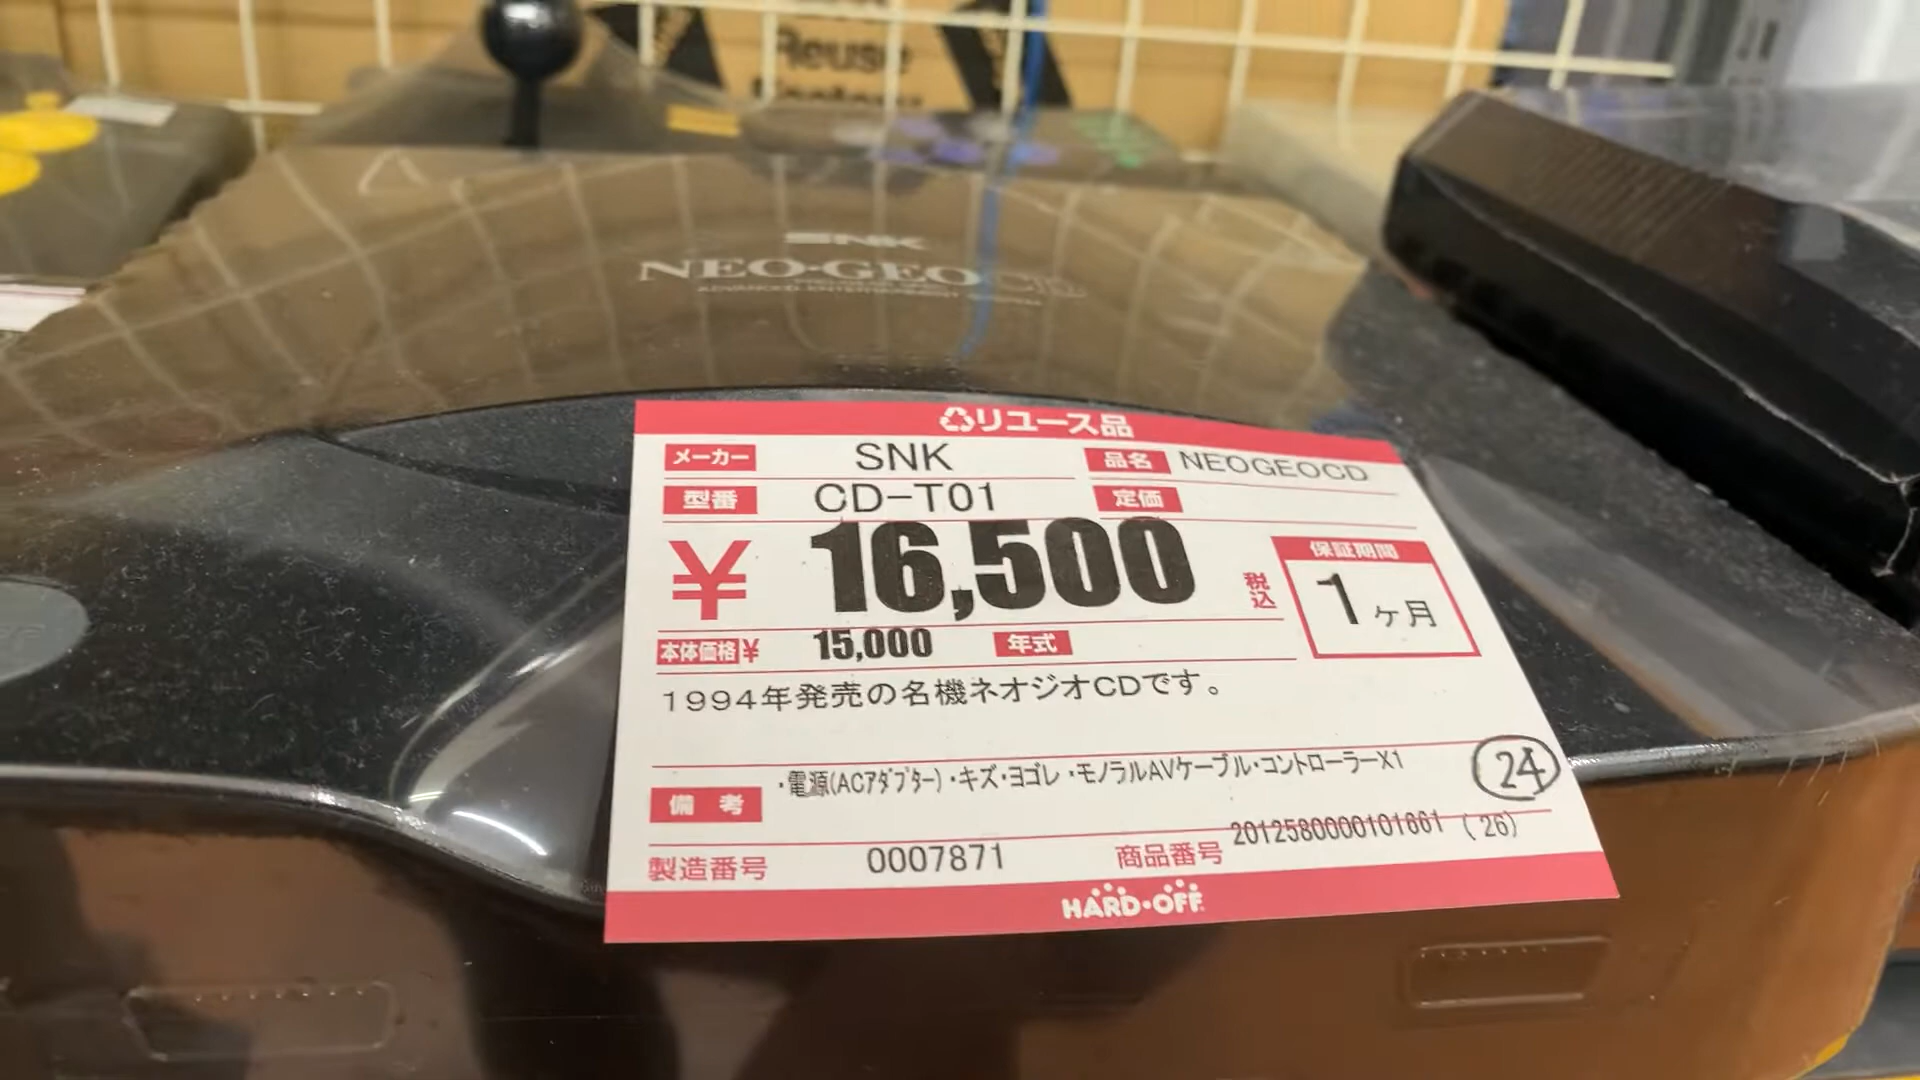 Reuse
SNK
NEO·GEO CD
ADVANCED ENTERTAINMENT SYSTEM
リユース品
メーカー SNK 品名 NEOGEOCD
型番 CD-T01 定価
¥ 16,500 税込
保証期間
1ヶ月
本体価格¥ 15,000 年式
1994年発売の名機ネオジオCDです。
備考 ・電源(ACアダプター)・キズ・ヨゴレ・モノラルAVケーブル・コントローラーX1
24
製造番号 0007871 商品番号 2012580000101861 (26)
HARD·OFF